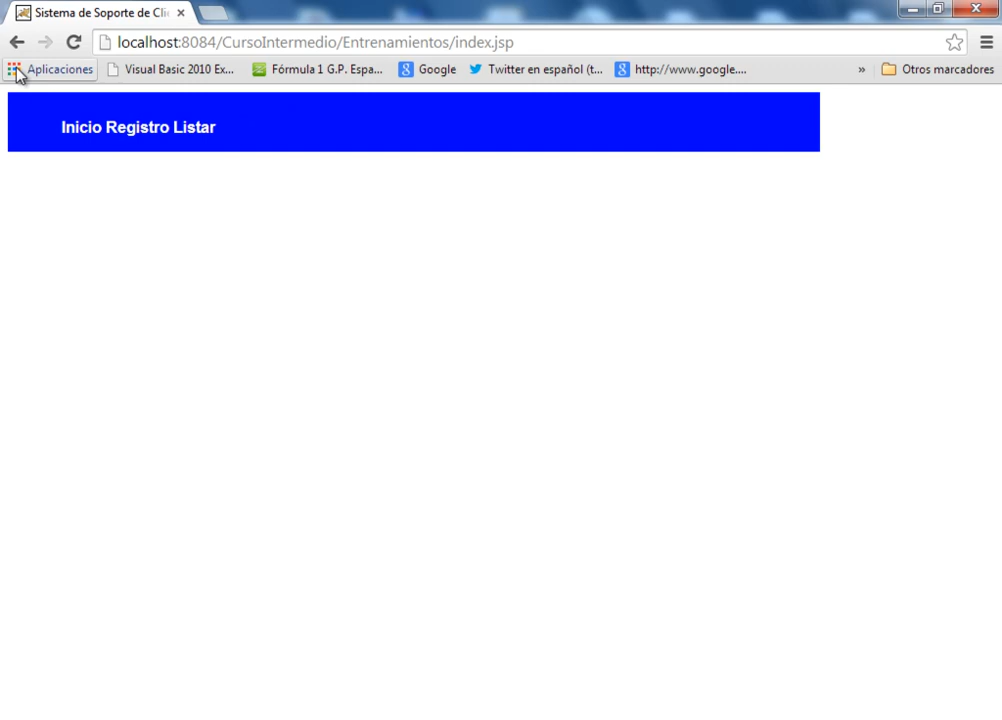 Sistema de Soporte de Clie
localhost:8084/CursoIntermedio/Entrenamientos/index.jsp
Aplicaciones Visual Basic 2010 Ex... Fórmula 1 G.P. Espa... Google Twitter en español (t... http://www.google.... » Otros marcadores
Inicio Registro Listar